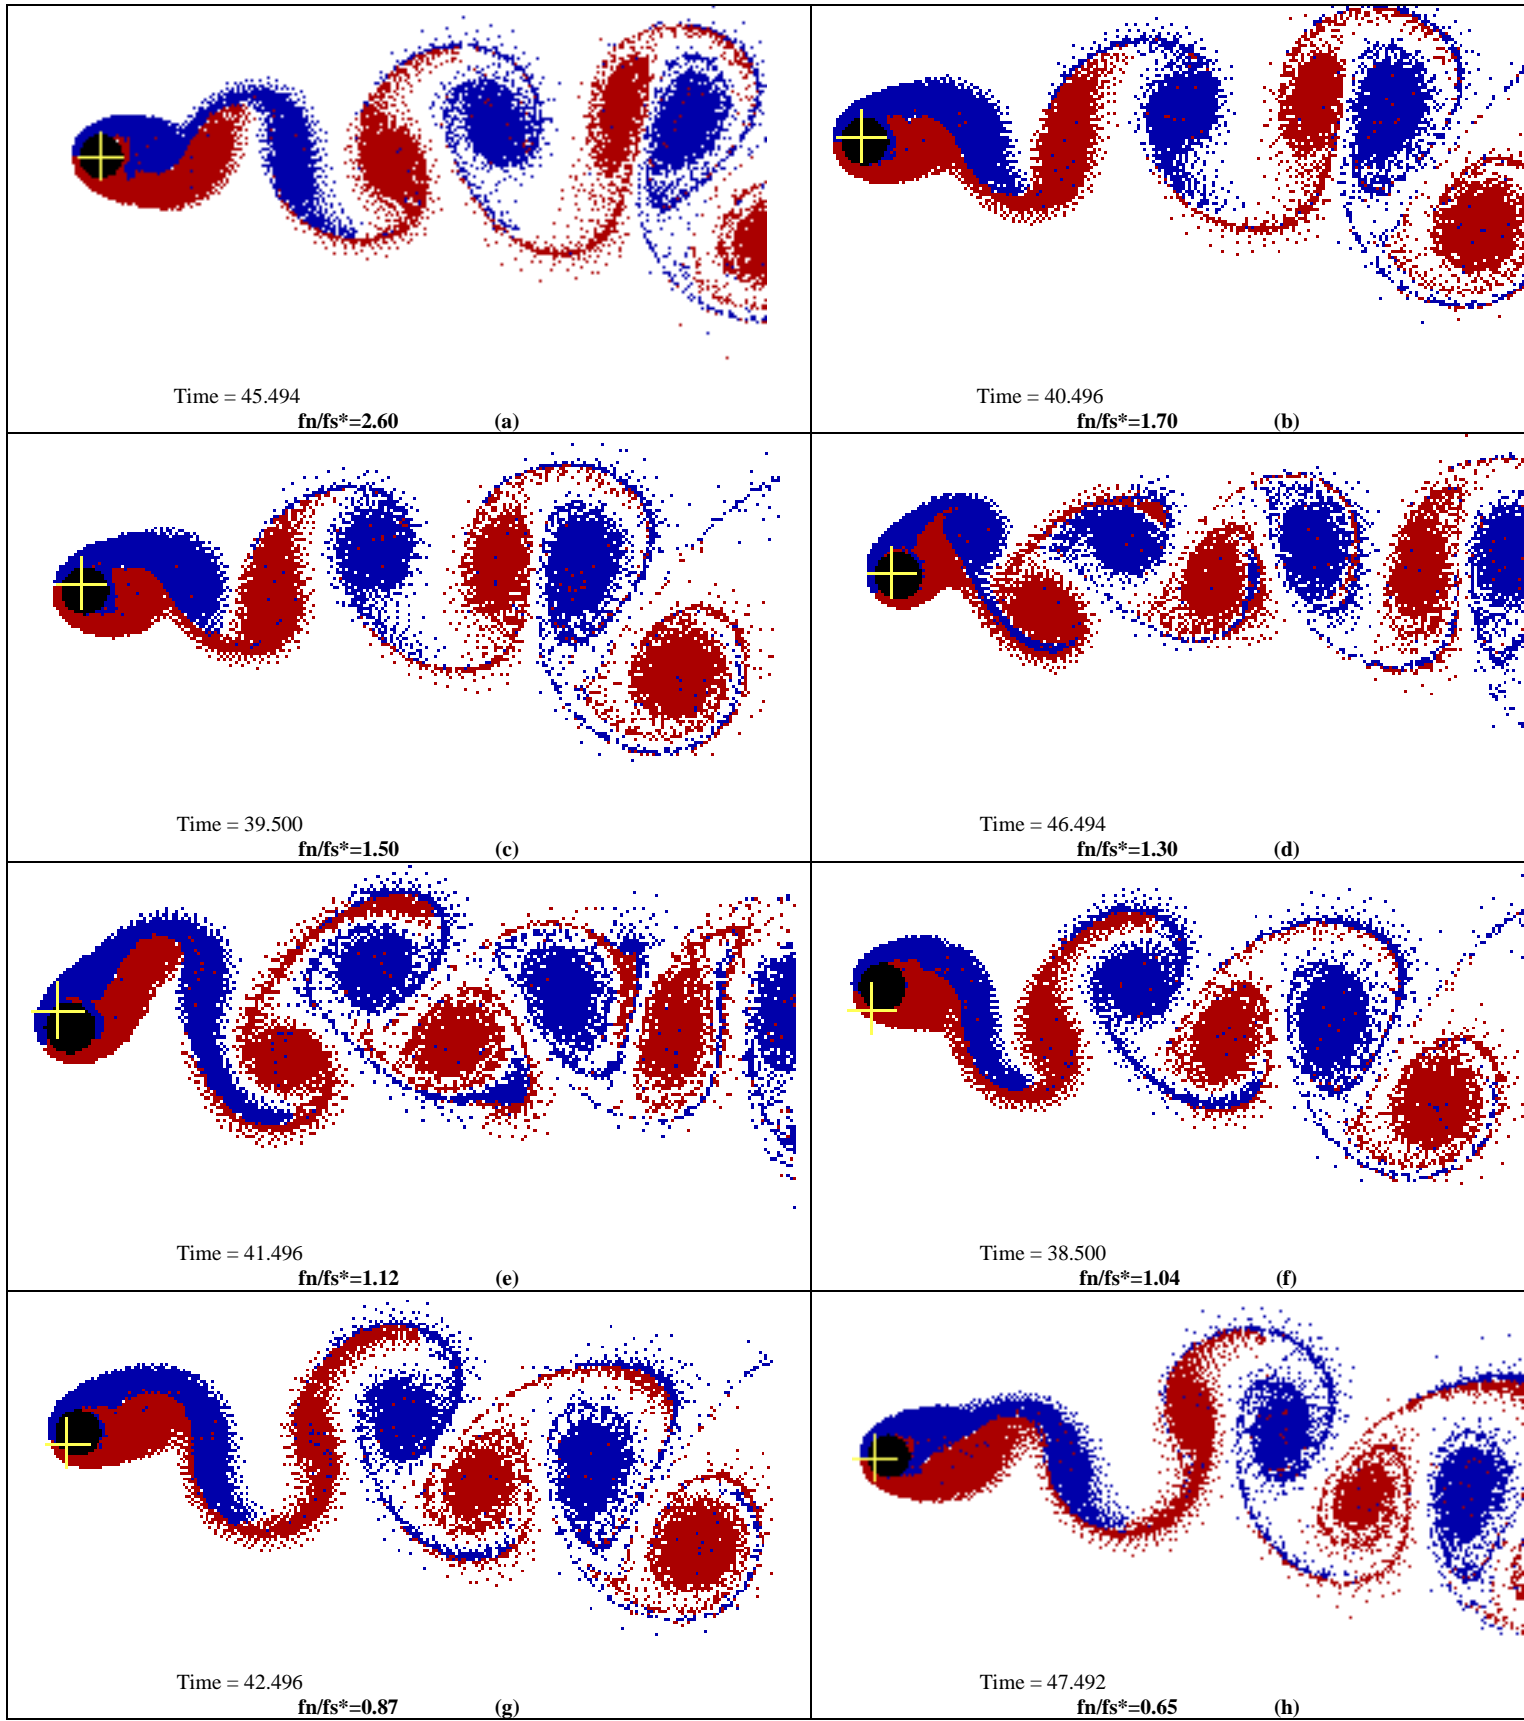 Time = 45.494
fn/fs*=2.60 (a)
Time = 40.496
fn/fs*=1.70 (b)
Time = 39.500
fn/fs*=1.50 (c)
Time = 46.494
fn/fs*=1.30 (d)
Time = 41.496
fn/fs*=1.12 (e)
Time = 38.500
fn/fs*=1.04 (f)
Time = 42.496
fn/fs*=0.87 (g)
Time = 47.492
fn/fs*=0.65 (h)